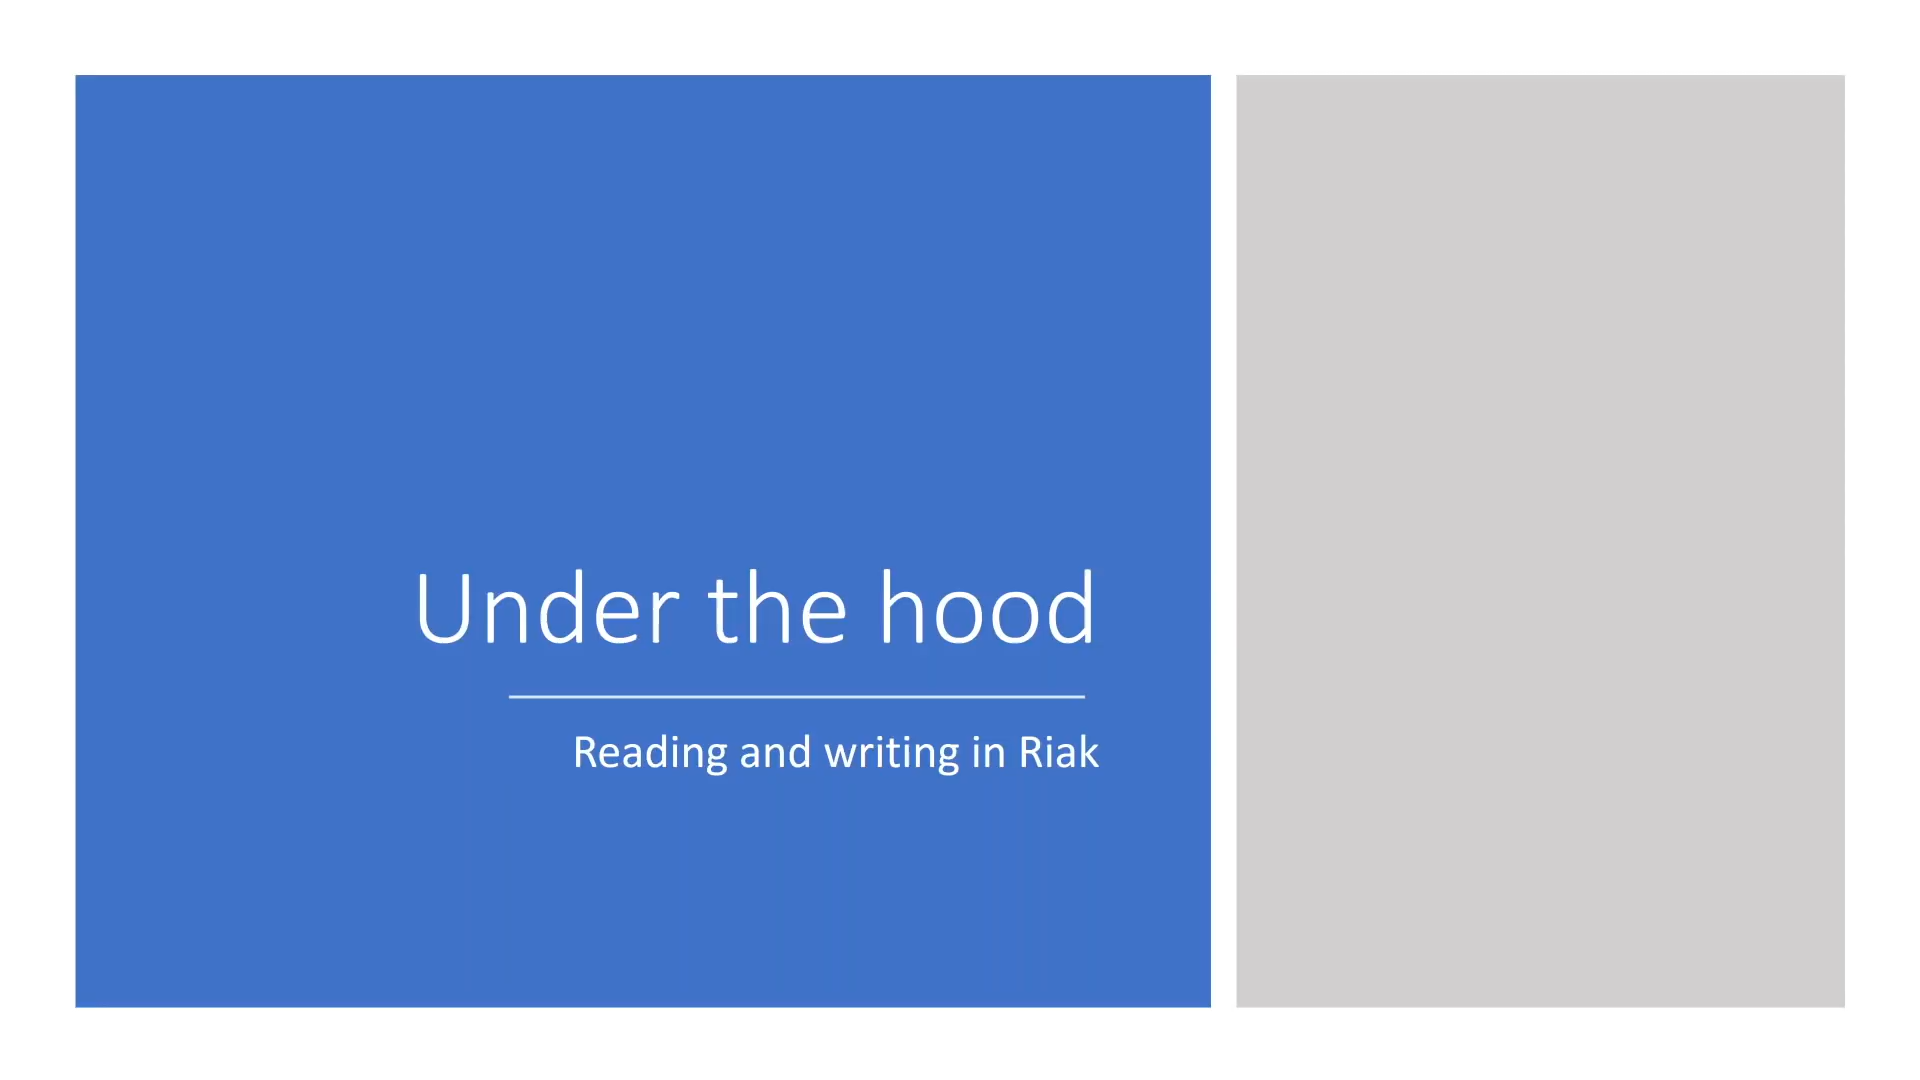 Under the hood
Reading and writing in Riak